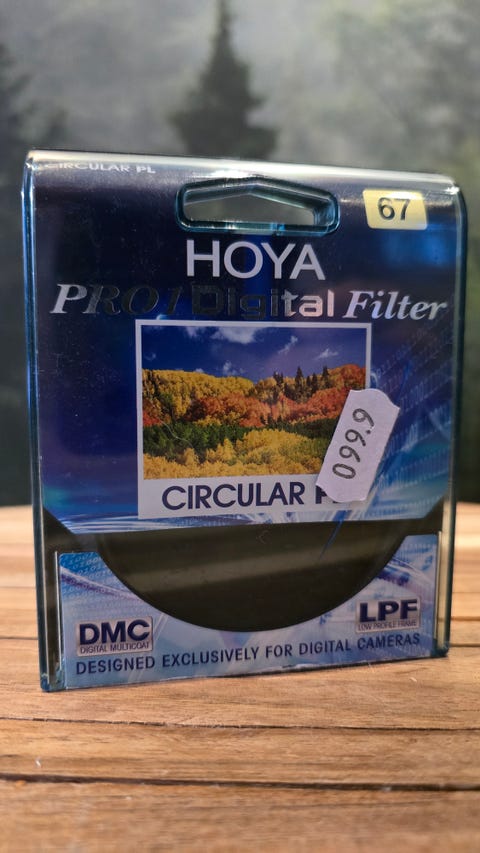 CIRCULAR PL
67
HOYA
PRO1 Digital Filter
099.9
CIRCULAR
DMC
DIGITAL MULTICOAT
LPF
LOW PROFILE FRAME
DESIGNED EXCLUSIVELY FOR DIGITAL CAMERAS